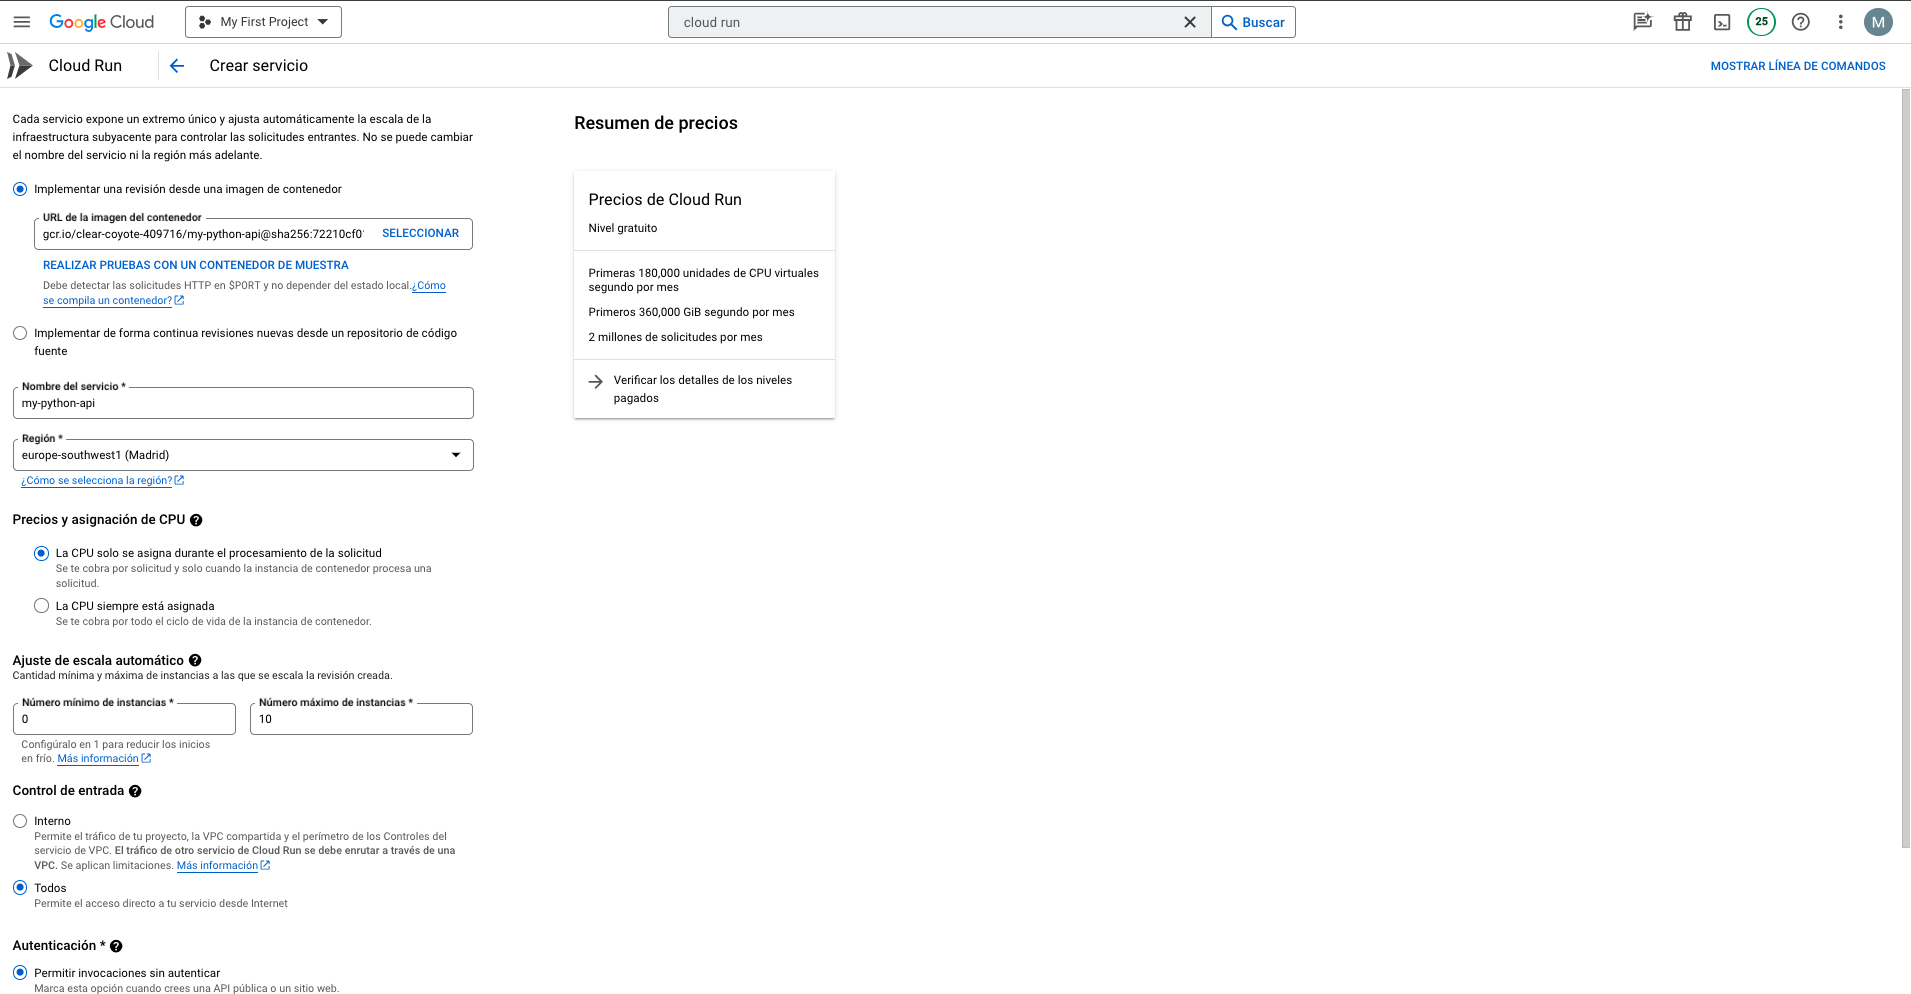 Google Cloud
My First Project
cloud run
Buscar
25
M
Cloud Run
Crear servicio
MOSTRAR LÍNEA DE COMANDOS
Cada servicio expone un extremo único y ajusta automáticamente la escala de la
infraestructura subyacente para controlar las solicitudes entrantes. No se puede cambiar
el nombre del servicio ni la región más adelante.
Implementar una revisión desde una imagen de contenedor
URL de la imagen del contenedor
gcr.io/clear-coyote-409716/my-python-api@sha256:72210cf0
SELECCIONAR
REALIZAR PRUEBAS CON UN CONTENEDOR DE MUESTRA
Debe detectar las solicitudes HTTP en $PORT y no depender del estado local.¿Cómo
se compila un contenedor?
Implementar de forma continua revisiones nuevas desde un repositorio de código
fuente
Nombre del servicio *
my-python-api
Región *
europe-southwest1 (Madrid)
¿Cómo se selecciona la región?
Precios y asignación de CPU
La CPU solo se asigna durante el procesamiento de la solicitud
Se te cobra por solicitud y solo cuando la instancia de contenedor procesa una
solicitud.
La CPU siempre está asignada
Se te cobra por todo el ciclo de vida de la instancia de contenedor.
Ajuste de escala automático
Cantidad mínima y máxima de instancias a las que se escala la revisión creada.
Número mínimo de instancias *
0
Número máximo de instancias *
10
Configúralo en 1 para reducir los inicios
en frío. Más información
Control de entrada
Interno
Permite el tráfico de tu proyecto, la VPC compartida y el perímetro de los Controles del
servicio de VPC. El tráfico de otro servicio de Cloud Run se debe enrutar a través de una
VPC. Se aplican limitaciones. Más información
Todos
Permite el acceso directo a tu servicio desde Internet
Autenticación *
Permitir invocaciones sin autenticar
Marca esta opción cuando crees una API pública o un sitio web.
Resumen de precios
Precios de Cloud Run
Nivel gratuito
Primeras 180,000 unidades de CPU virtuales
segundo por mes
Primeros 360,000 GiB segundo por mes
2 millones de solicitudes por mes
Verificar los detalles de los niveles
pagados